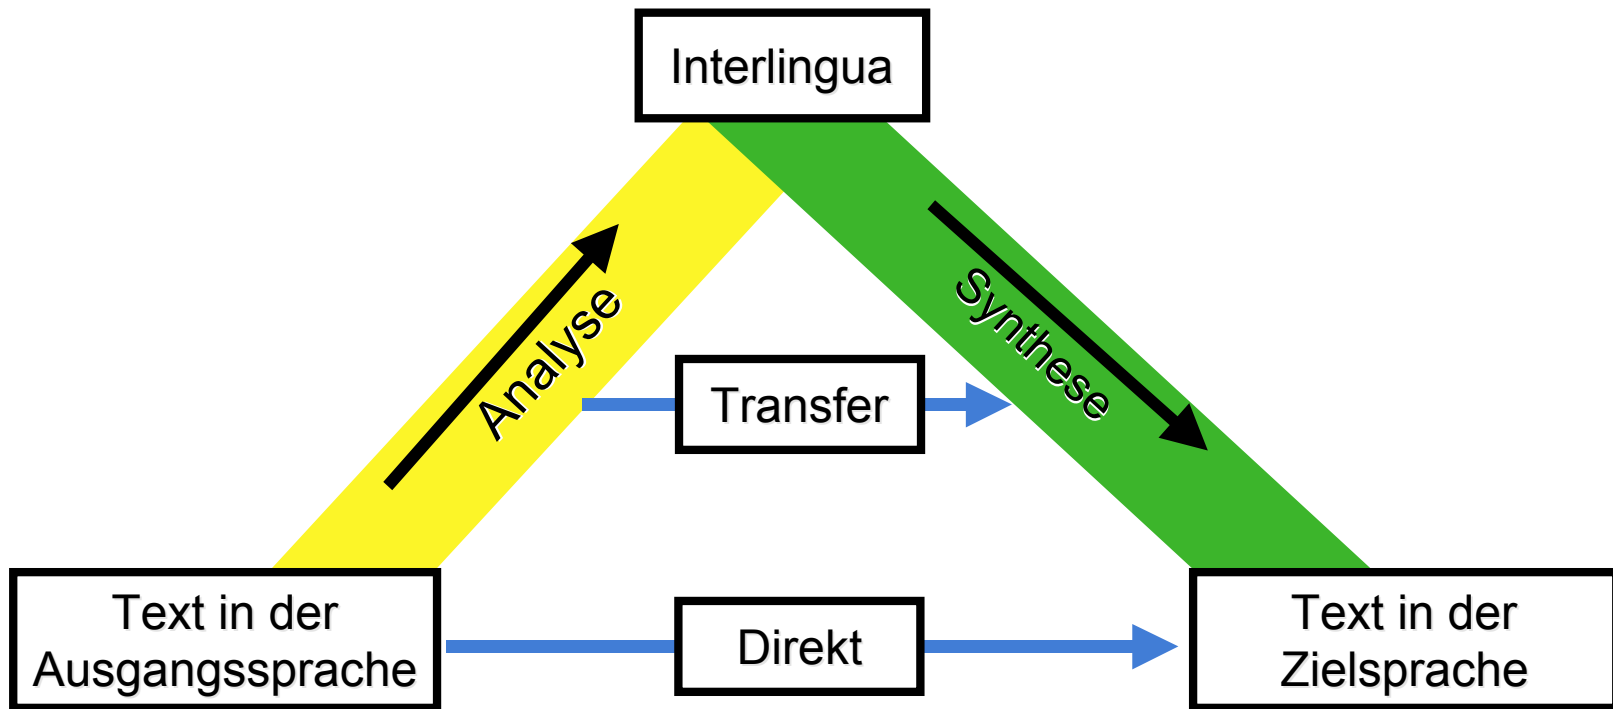 Interlingua
Analyse
Synthese
Transfer
Text in der
Ausgangssprache
Direkt
Text in der
Zielsprache